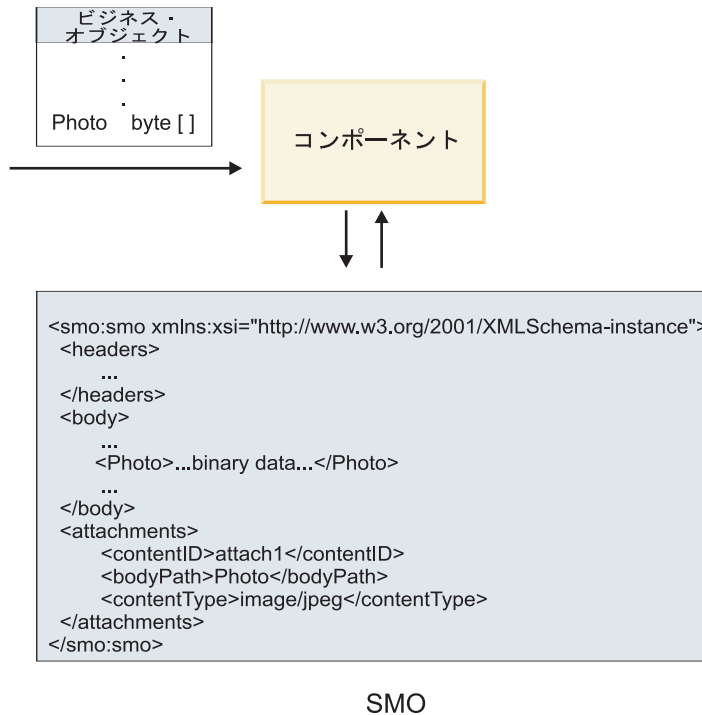 ビジネス・
オブジェクト
.
.
.
Photo byte [ ]
コンポーネント
<smo:smo xmlns:xsi="http://www.w3.org/2001/XMLSchema-instance">
<headers>
...
</headers>
<body>
...
<Photo>...binary data...</Photo>
...
</body>
<attachments>
<contentID>attach1</contentID>
<bodyPath>Photo</bodyPath>
<contentType>image/jpeg</contentType>
</attachments>
</smo:smo>
SMO